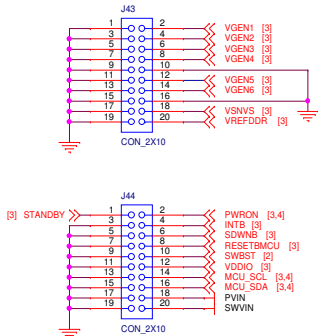 J43
1 2 VGEN1 [3]
3 4 VGEN2 [3]
5 6 VGEN3 [3]
7 8 VGEN4 [3]
9 10
11 12 VGEN5 [3]
13 14 VGEN6 [3]
15 16
17 18 VSNVS [3]
19 20 VREFDDR [3]
CON_2X10
J44
[3] STANDBY 1 2 PWRON [3,4]
3 4 INTB [3]
5 6 SDWNB [3]
7 8 RESETBMCU [3]
9 10 SWBST [2]
11 12 VDDIO [3]
13 14 MCU_SCL [3,4]
15 16 MCU_SDA [3,4]
17 18 PVIN
19 20 SWVIN
CON_2X10